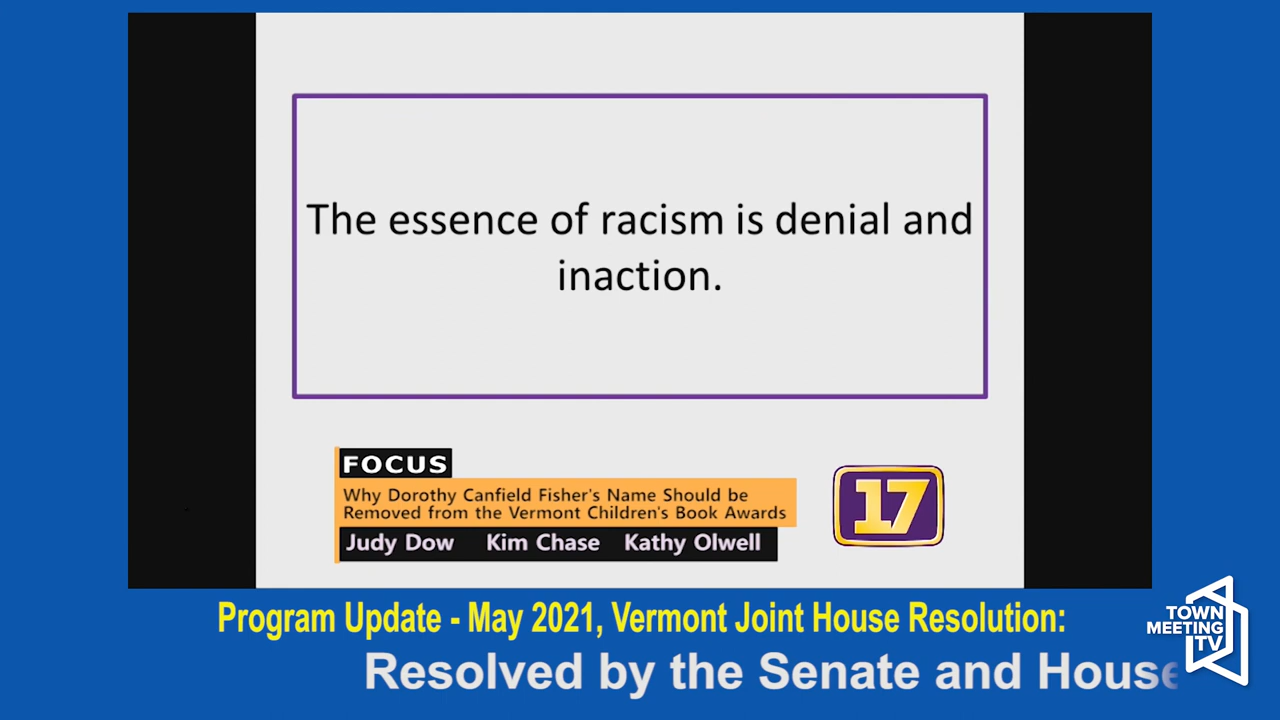 The essence of racism is denial and
inaction.
FOCUS
Why Dorothy Canfield Fisher's Name Should be
Removed from the Vermont Children's Book Awards
Judy Dow Kim Chase Kathy Olwell
17
Program Update - May 2021, Vermont Joint House Resolution:
Resolved by the Senate and House
TOWN
MEETING
TV